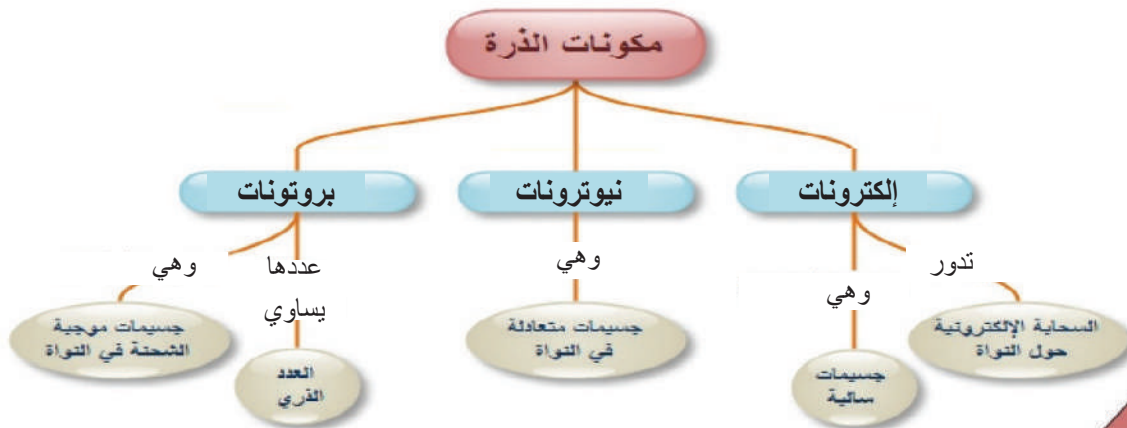 مكونات الذرة
إلكترونات
نيوترونات
بروتونات
تدور
وهي
وهي
عددها
يساوي
وهي
السحابة الإلكترونية
حول النواة
جسيمات
سالبة
جسيمات متعادلة
في النواة
العدد
الذري
جسيمات موجبة
الشحنة في النواة